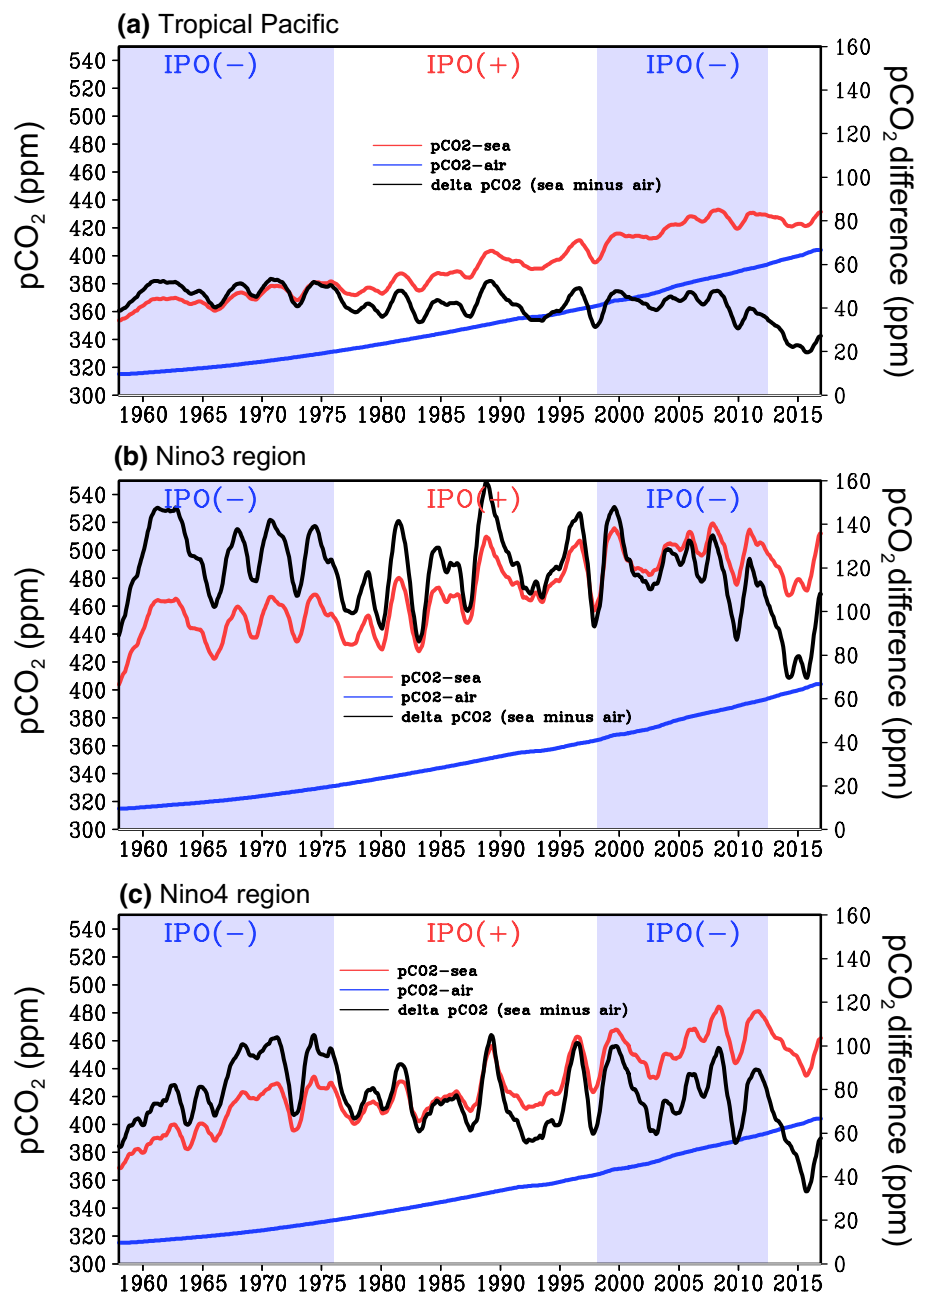 (a) Tropical Pacific
IPO(−) IPO(+) IPO(−)
pCO2-sea
pCO2-air
delta pCO2 (sea minus air)
540
520
500
480
460
440
420
400
380
360
340
320
300
pCO₂ (ppm)
160
140
120
100
80
60
40
20
0
pCO₂ difference (ppm)
1960 1965 1970 1975 1980 1985 1990 1995 2000 2005 2010 2015
(b) Nino3 region
IPO(−) IPO(+) IPO(−)
pCO2-sea
pCO2-air
delta pCO2 (sea minus air)
540
520
500
480
460
440
420
400
380
360
340
320
300
pCO₂ (ppm)
160
140
120
100
80
60
40
20
0
pCO₂ difference (ppm)
1960 1965 1970 1975 1980 1985 1990 1995 2000 2005 2010 2015
(c) Nino4 region
IPO(−) IPO(+) IPO(−)
pCO2-sea
pCO2-air
delta pCO2 (sea minus air)
540
520
500
480
460
440
420
400
380
360
340
320
300
pCO₂ (ppm)
160
140
120
100
80
60
40
20
0
pCO₂ difference (ppm)
1960 1965 1970 1975 1980 1985 1990 1995 2000 2005 2010 2015